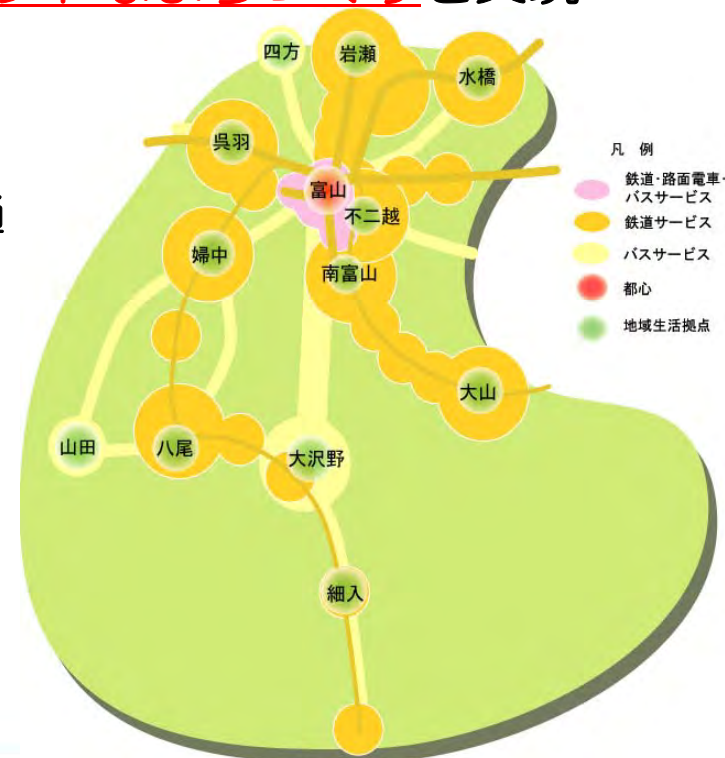 を実現
四方
岩瀬
水橋
呉羽
富山
不二越
婦中
南富山
大山
山田
八尾
大沢野
細入
凡 例
鉄道・路面電車・
バスサービス
鉄道サービス
バスサービス
都心
地域生活拠点